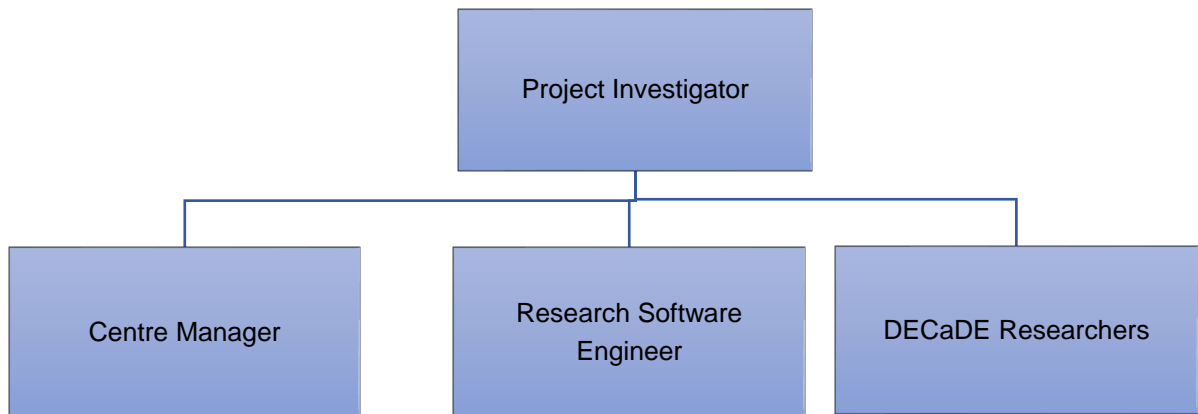 Project Investigator
Centre Manager
Research Software
Engineer
DECaDE Researchers